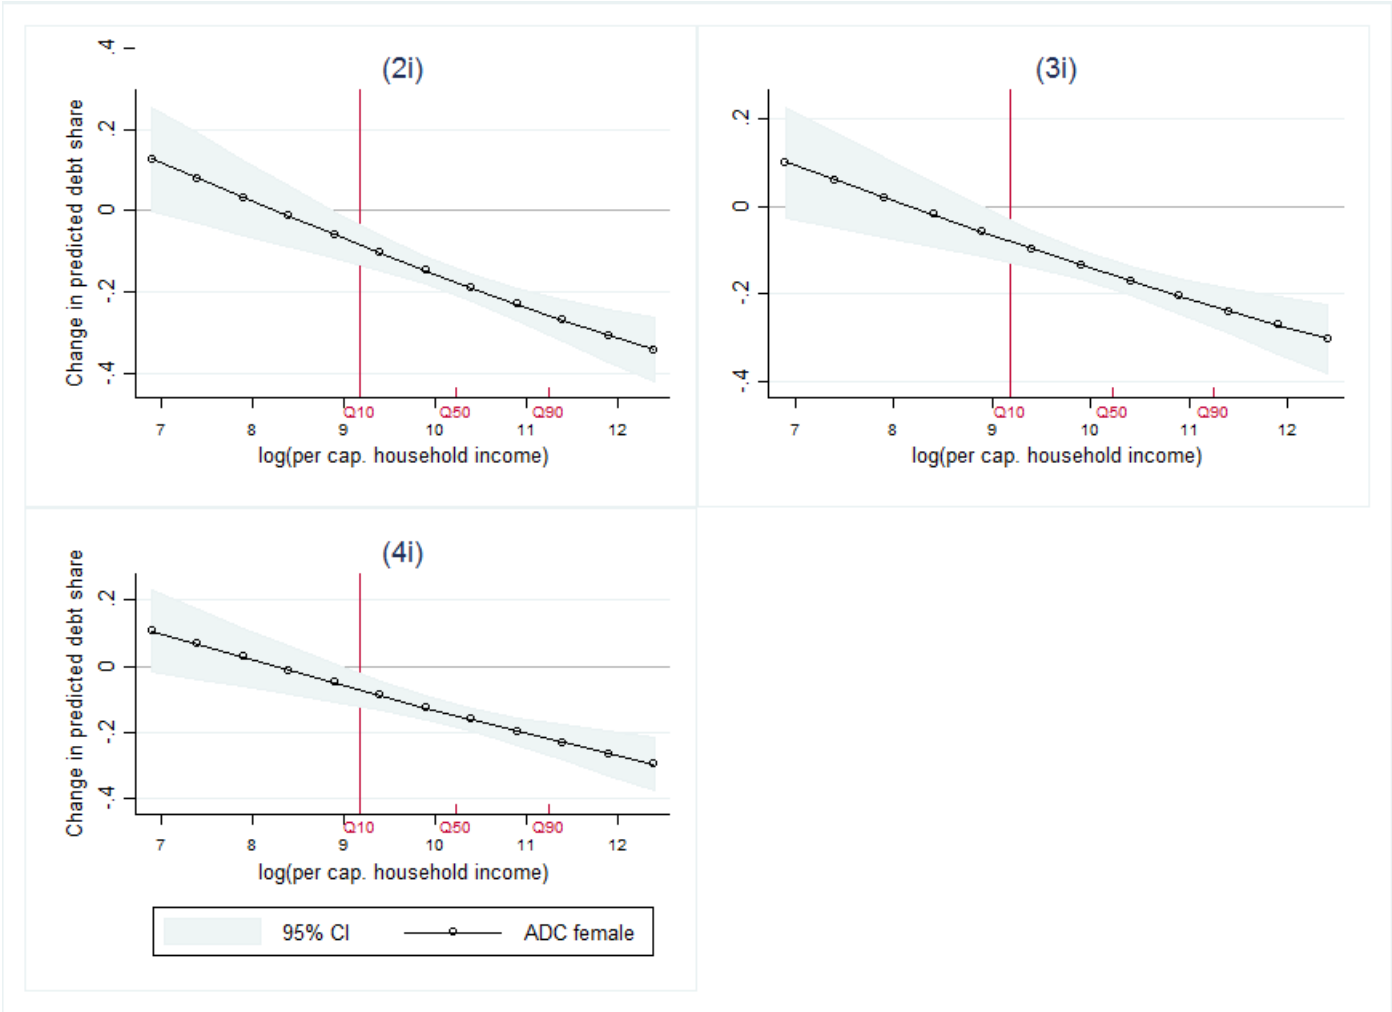 (2i)
Change in predicted debt share
.4
.2
0
-.2
-.4
Q10 Q50 Q90
7 8 9 10 11 12
log(per cap. household income)
(3i)
.2
0
-.2
-.4
Q10 Q50 Q90
7 8 9 10 11 12
log(per cap. household income)
(4i)
Change in predicted debt share
.2
0
-.2
-.4
Q10 Q50 Q90
7 8 9 10 11 12
log(per cap. household income)
95% CI ADC female